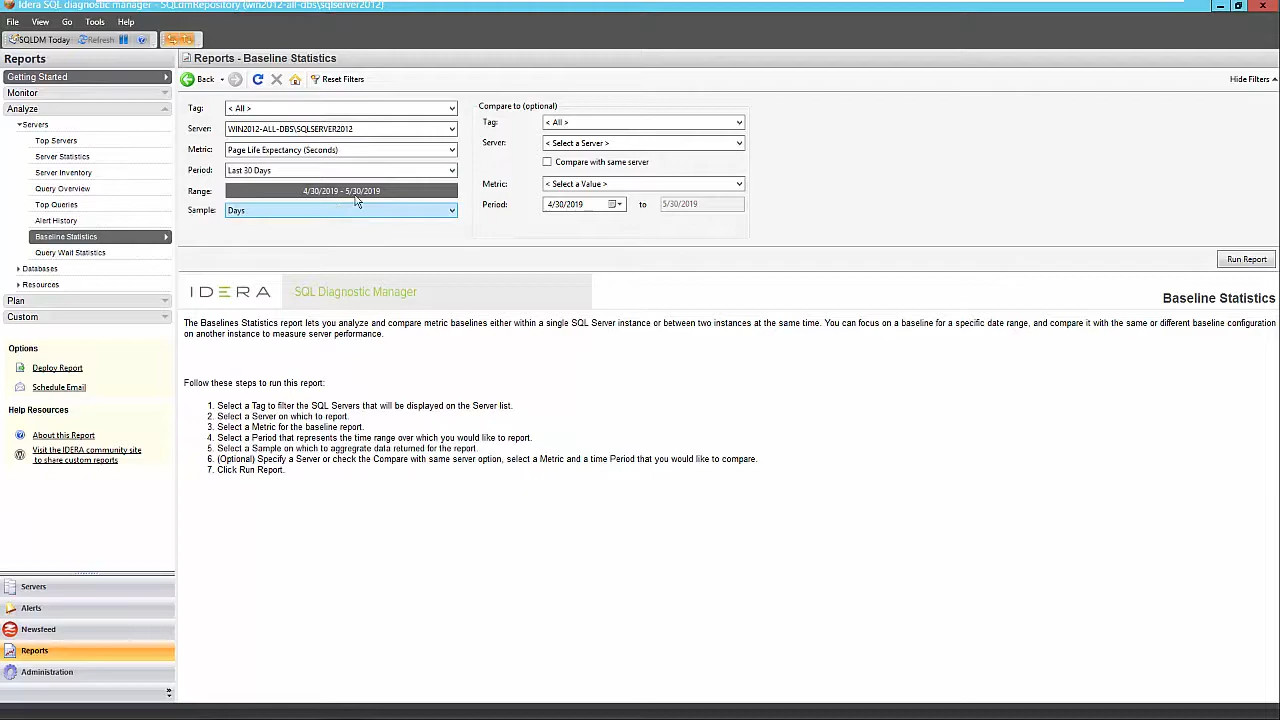 Idera SQL diagnostic manager - SQLdmRepository (win2012-all-dbs\sqlserver2012)
File View Go Tools Help
SQLDM Today Refresh
Reports
Reports - Baseline Statistics
Getting Started
Back Reset Filters Hide Filters
Monitor
Analyze
Servers
Top Servers
Server Statistics
Server Inventory
Query Overview
Top Queries
Alert History
Baseline Statistics
Query Wait Statistics
Databases
Resources
Plan
Custom
Options
Deploy Report
Schedule Email
Help Resources
About this Report
Visit the IDERA community site
to share custom reports
Servers
Alerts
Newsfeed
Reports
Administration
Tag: < All >
Server: WIN2012-ALL-DBS\SQLSERVER2012
Metric: Page Life Expectancy (Seconds)
Period: Last 30 Days
Range: 4/30/2019 - 5/30/2019
Sample: Days
Compare to (optional)
Tag: < All >
Server: < Select a Server >
Compare with same server
Metric: < Select a Value >
Period: 4/30/2019 to 5/30/2019
Run Report
IDERA SQL Diagnostic Manager
Baseline Statistics
The Baselines Statistics report lets you analyze and compare metric baselines either within a single SQL Server instance or between two instances at the same time. You can focus on a baseline for a specific date range, and compare it with the same or different baseline configuration
on another instance to measure server performance.
Follow these steps to run this report:
1. Select a Tag to filter the SQL Servers that will be displayed on the Server list.
2. Select a Server on which to report.
3. Select a Metric for the baseline report.
4. Select a Period that represents the time range over which you would like to report.
5. Select a Sample on which to aggregrate data returned for the report.
6. (Optional) Specify a Server or check the Compare with same server option, select a Metric and a time Period that you would like to compare.
7. Click Run Report.